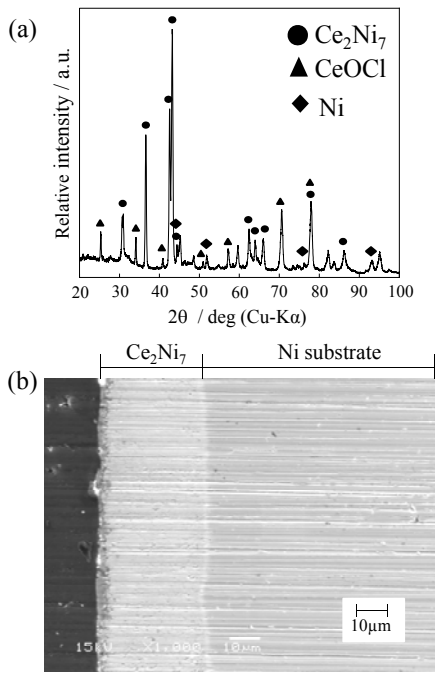 (a)
Ce₂Ni₇
CeOCl
Ni
Relative intensity / a.u.
20 30 40 50 60 70 80 90 100
2θ / deg (Cu-Kα)
Ce₂Ni₇ Ni substrate
(b)
10µm
15kV X1,000 10µm